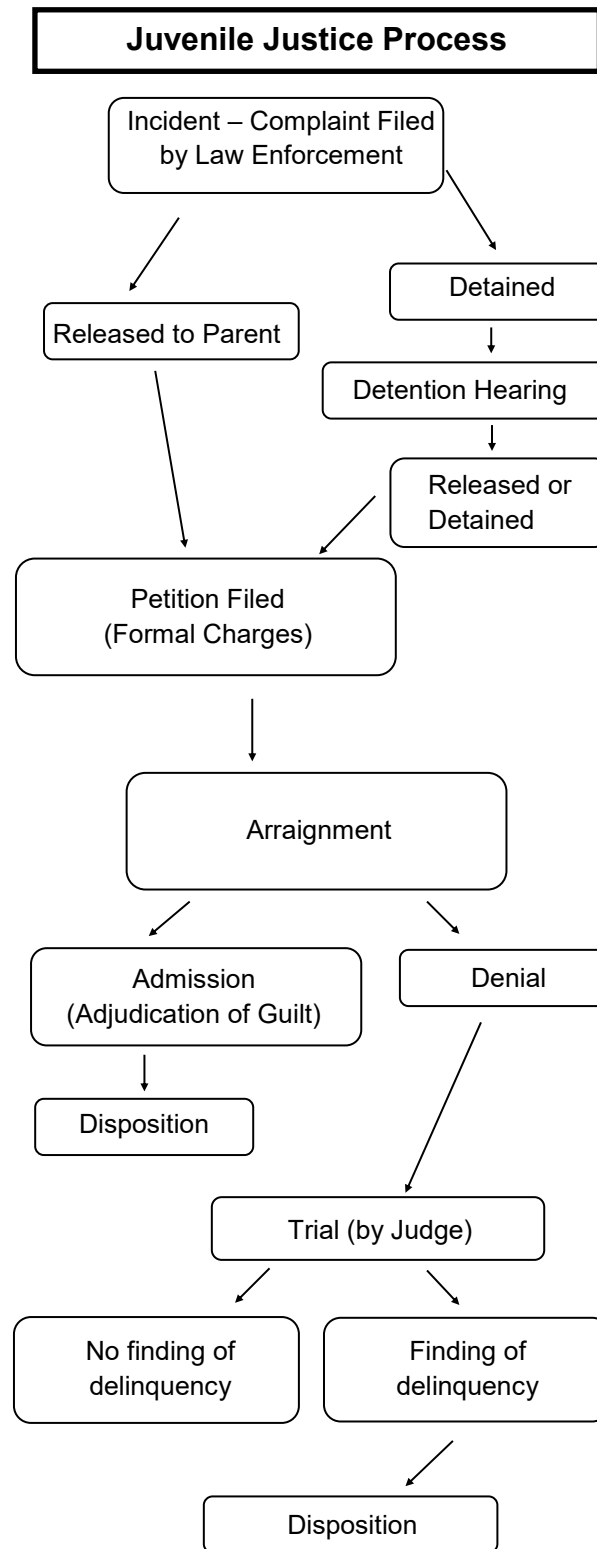 Juvenile Justice Process
Incident – Complaint Filed
by Law Enforcement
Detained
Released to Parent
Detention Hearing
Released or
Detained
Petition Filed
(Formal Charges)
Arraignment
Admission
(Adjudication of Guilt)
Denial
Disposition
Trial (by Judge)
No finding of
delinquency
Finding of
delinquency
Disposition